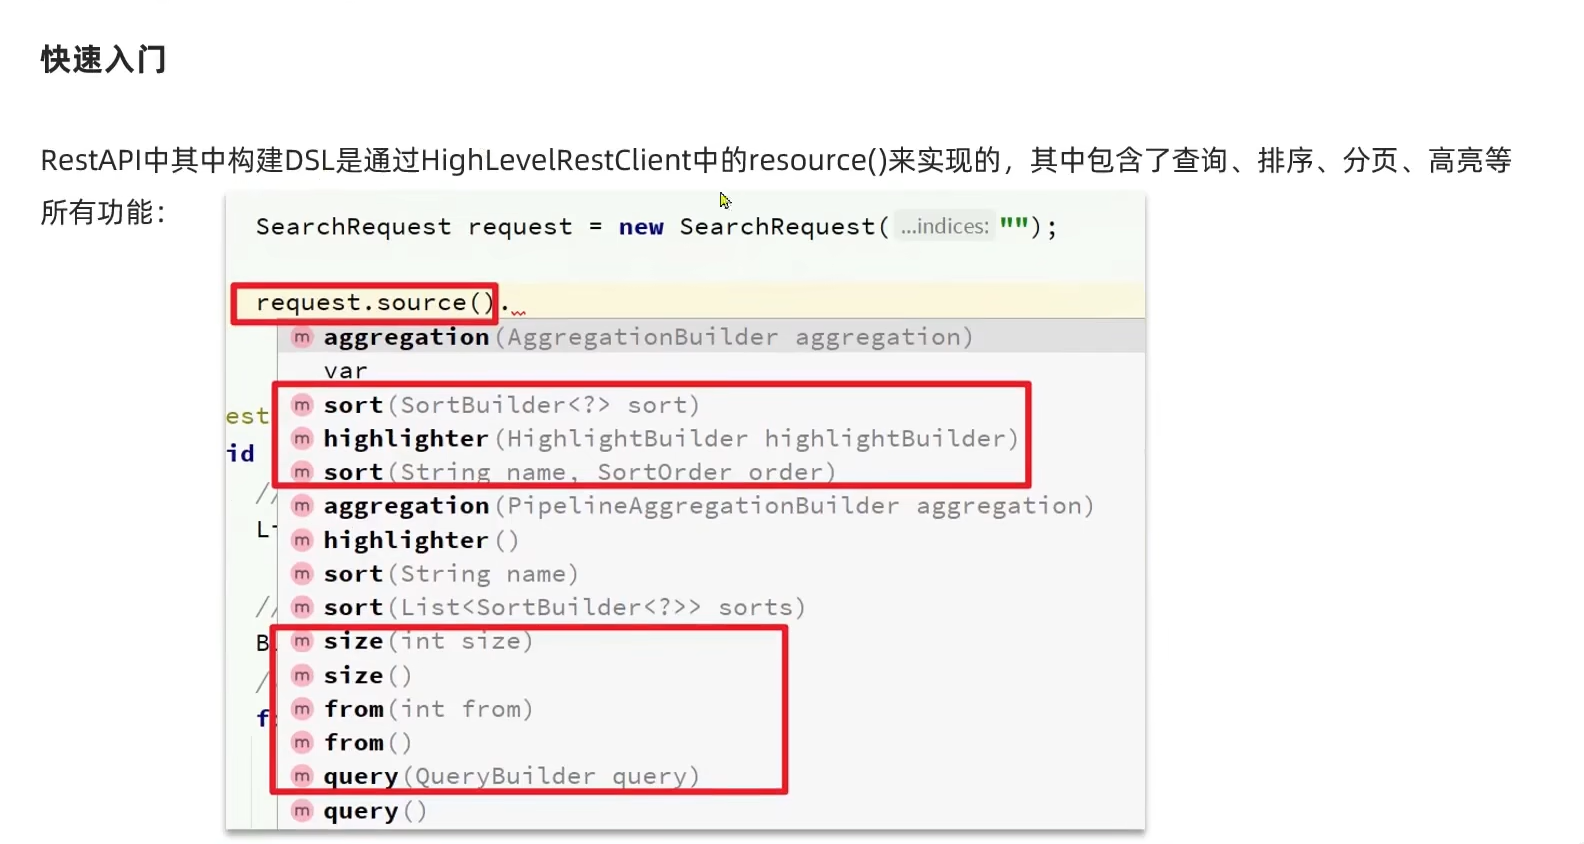 快速入门
RestAPI中其中构建DSL是通过HighLevelRestClient中的resource()来实现的，其中包含了查询、排序、分页、高亮等
所有功能：
SearchRequest request = new SearchRequest( ...indices: "");
request.source().
m aggregation(AggregationBuilder aggregation)
var
m sort(SortBuilder<?> sort)
est
m highlighter(HighlightBuilder highlightBuilder)
id
m sort(String name, SortOrder order)
//
m aggregation(PipelineAggregationBuilder aggregation)
m highlighter()
m sort(String name)
m sort(List<SortBuilder<?>> sorts)
//
m size(int size)
m size()
m from(int from)
m from()
m query(QueryBuilder query)
m query()